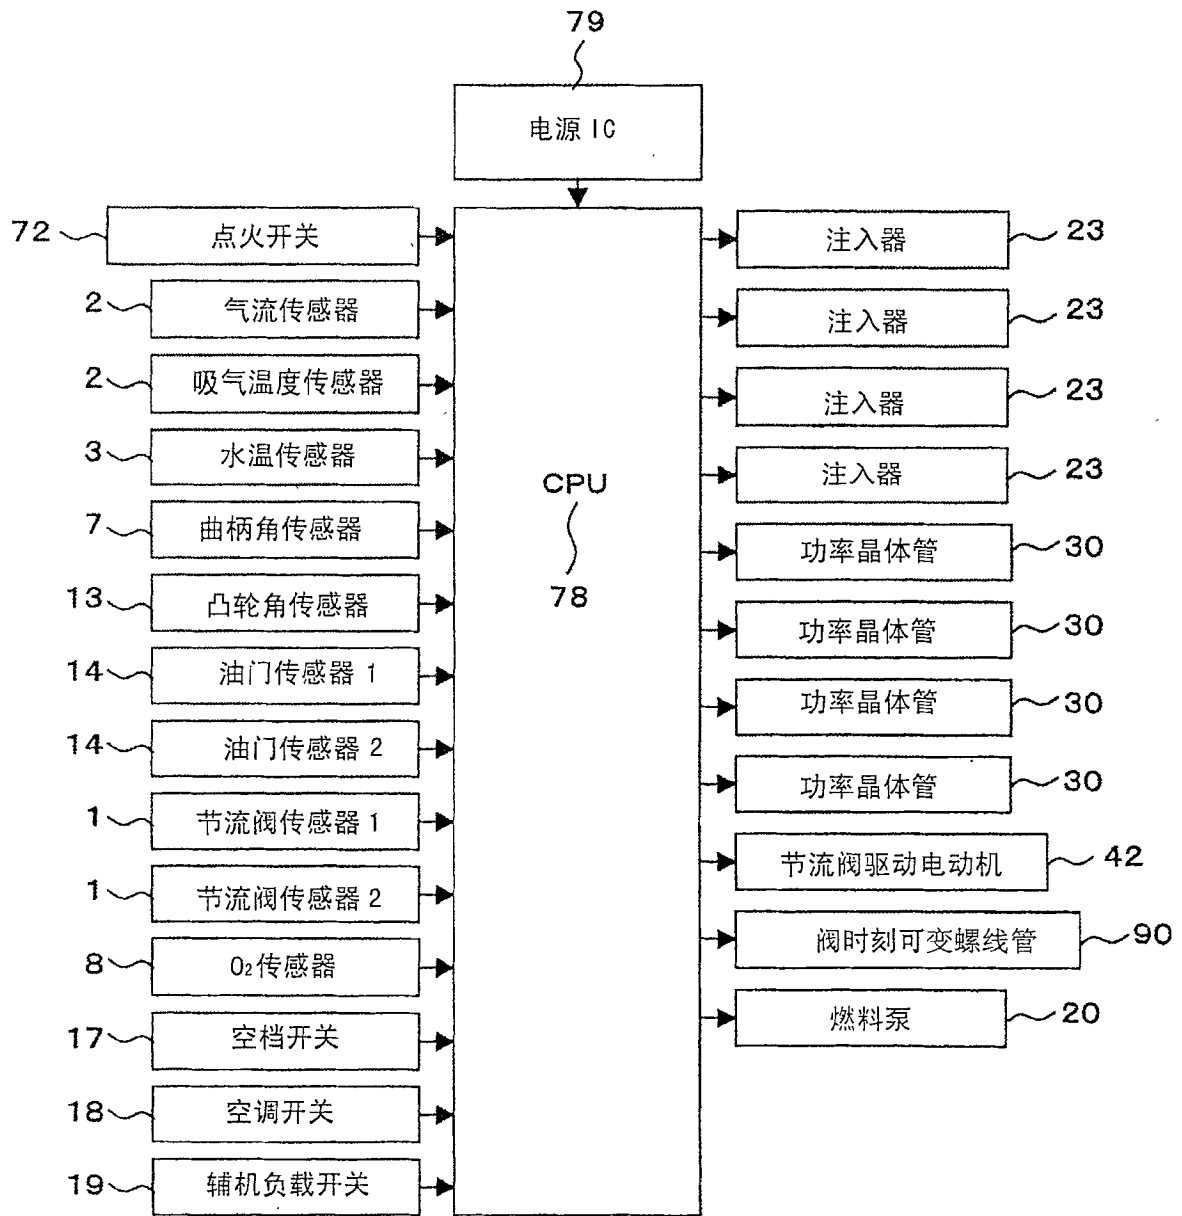 79
电源 IC
72
点火开关
2
气流传感器
2
吸气温度传感器
3
水温传感器
7
曲柄角传感器
13
凸轮角传感器
14
油门传感器 1
14
油门传感器 2
1
节流阀传感器 1
1
节流阀传感器 2
8
O₂传感器
17
空档开关
18
空调开关
19
辅机负载开关
CPU
78
注入器
23
注入器
23
注入器
23
注入器
23
功率晶体管
30
功率晶体管
30
功率晶体管
30
功率晶体管
30
节流阀驱动电动机
42
阀时刻可变螺线管
90
燃料泵
20